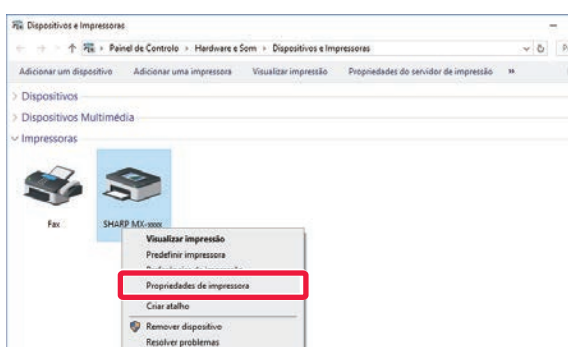 Dispositivos e Impressoras
Painel de Controlo > Hardware e Som > Dispositivos e Impressoras
Adicionar um dispositivo Adicionar uma impressora Visualizar impressão Propriedades do servidor de impressão »
> Dispositivos
> Dispositivos Multimédia
Impressoras
Fax SHARP MX-xxxx
Visualizar impressão
Predefinir impressora
Propriedades de impressora
Criar atalho
Remover dispositivo
Resolver problemas